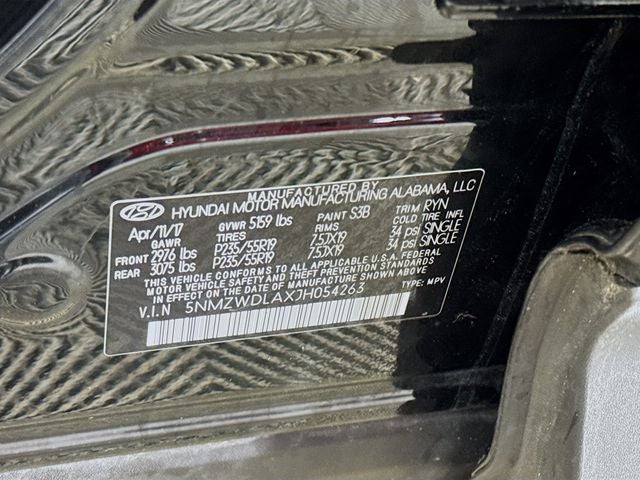 MANUFACTURED BY
HYUNDAI MOTOR MANUFACTURING ALABAMA, LLC
Apr/11/17 GVWR 5159 lbs PAINT S3B TRIM RYN
GAWR TIRES RIMS COLD TIRE INFL
FRONT 2976 lbs P235/55R19 7.5JX19 34 psi SINGLE
REAR 3075 lbs P235/55R19 7.5JX19 34 psi SINGLE
THIS VEHICLE CONFORMS TO ALL APPLICABLE U.S.A FEDERAL
MOTOR VEHICLE SAFETY AND THEFT PREVENTION STANDARDS
IN EFFECT ON THE DATE OF MANUFACTURE SHOWN ABOVE.
V.I.N 5NMZWDLAXJH054263 TYPE: MPV